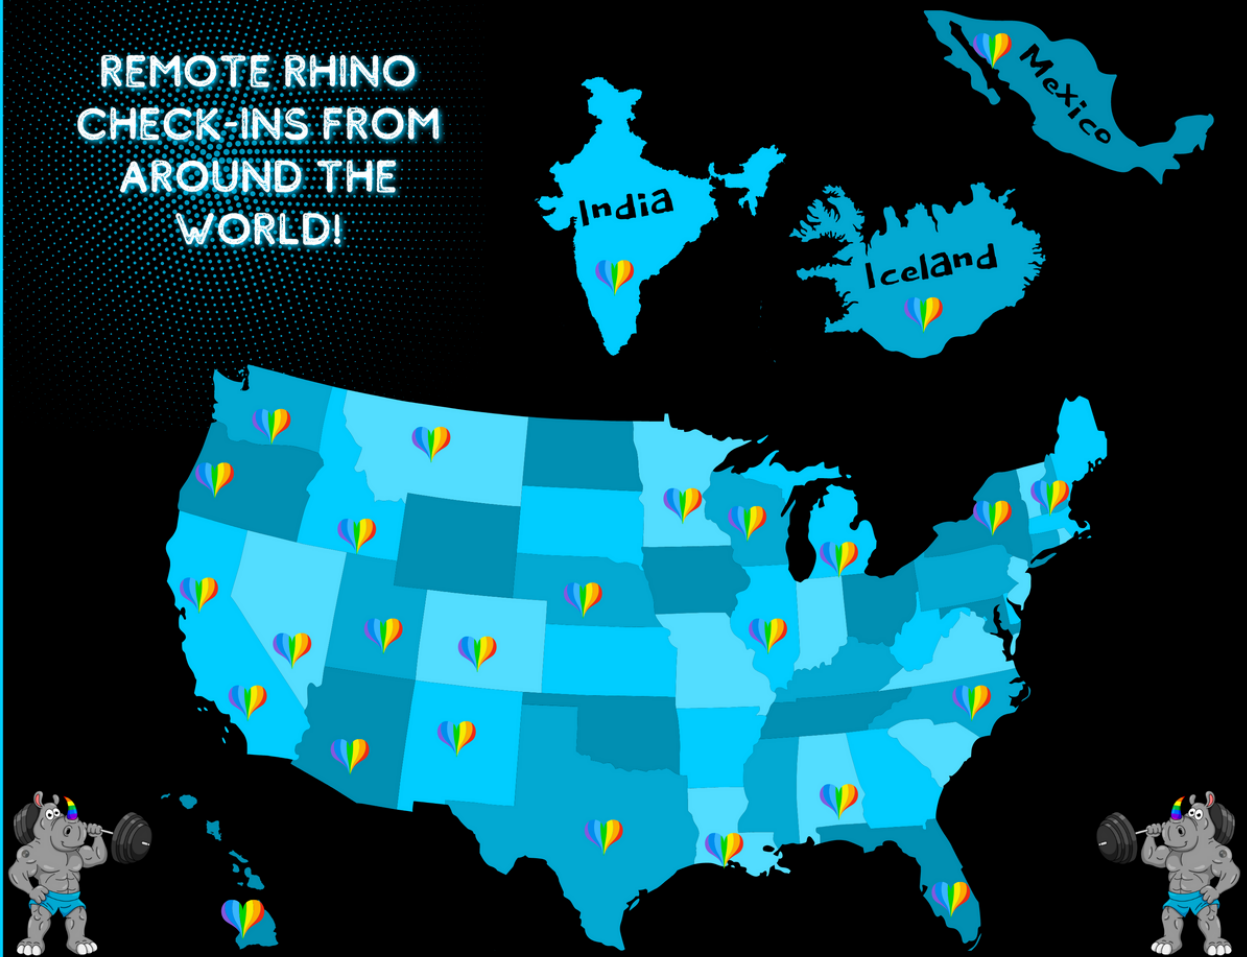 REMOTE RHINO
CHECK-INS FROM
AROUND THE
WORLD!
Mexico
India
Iceland